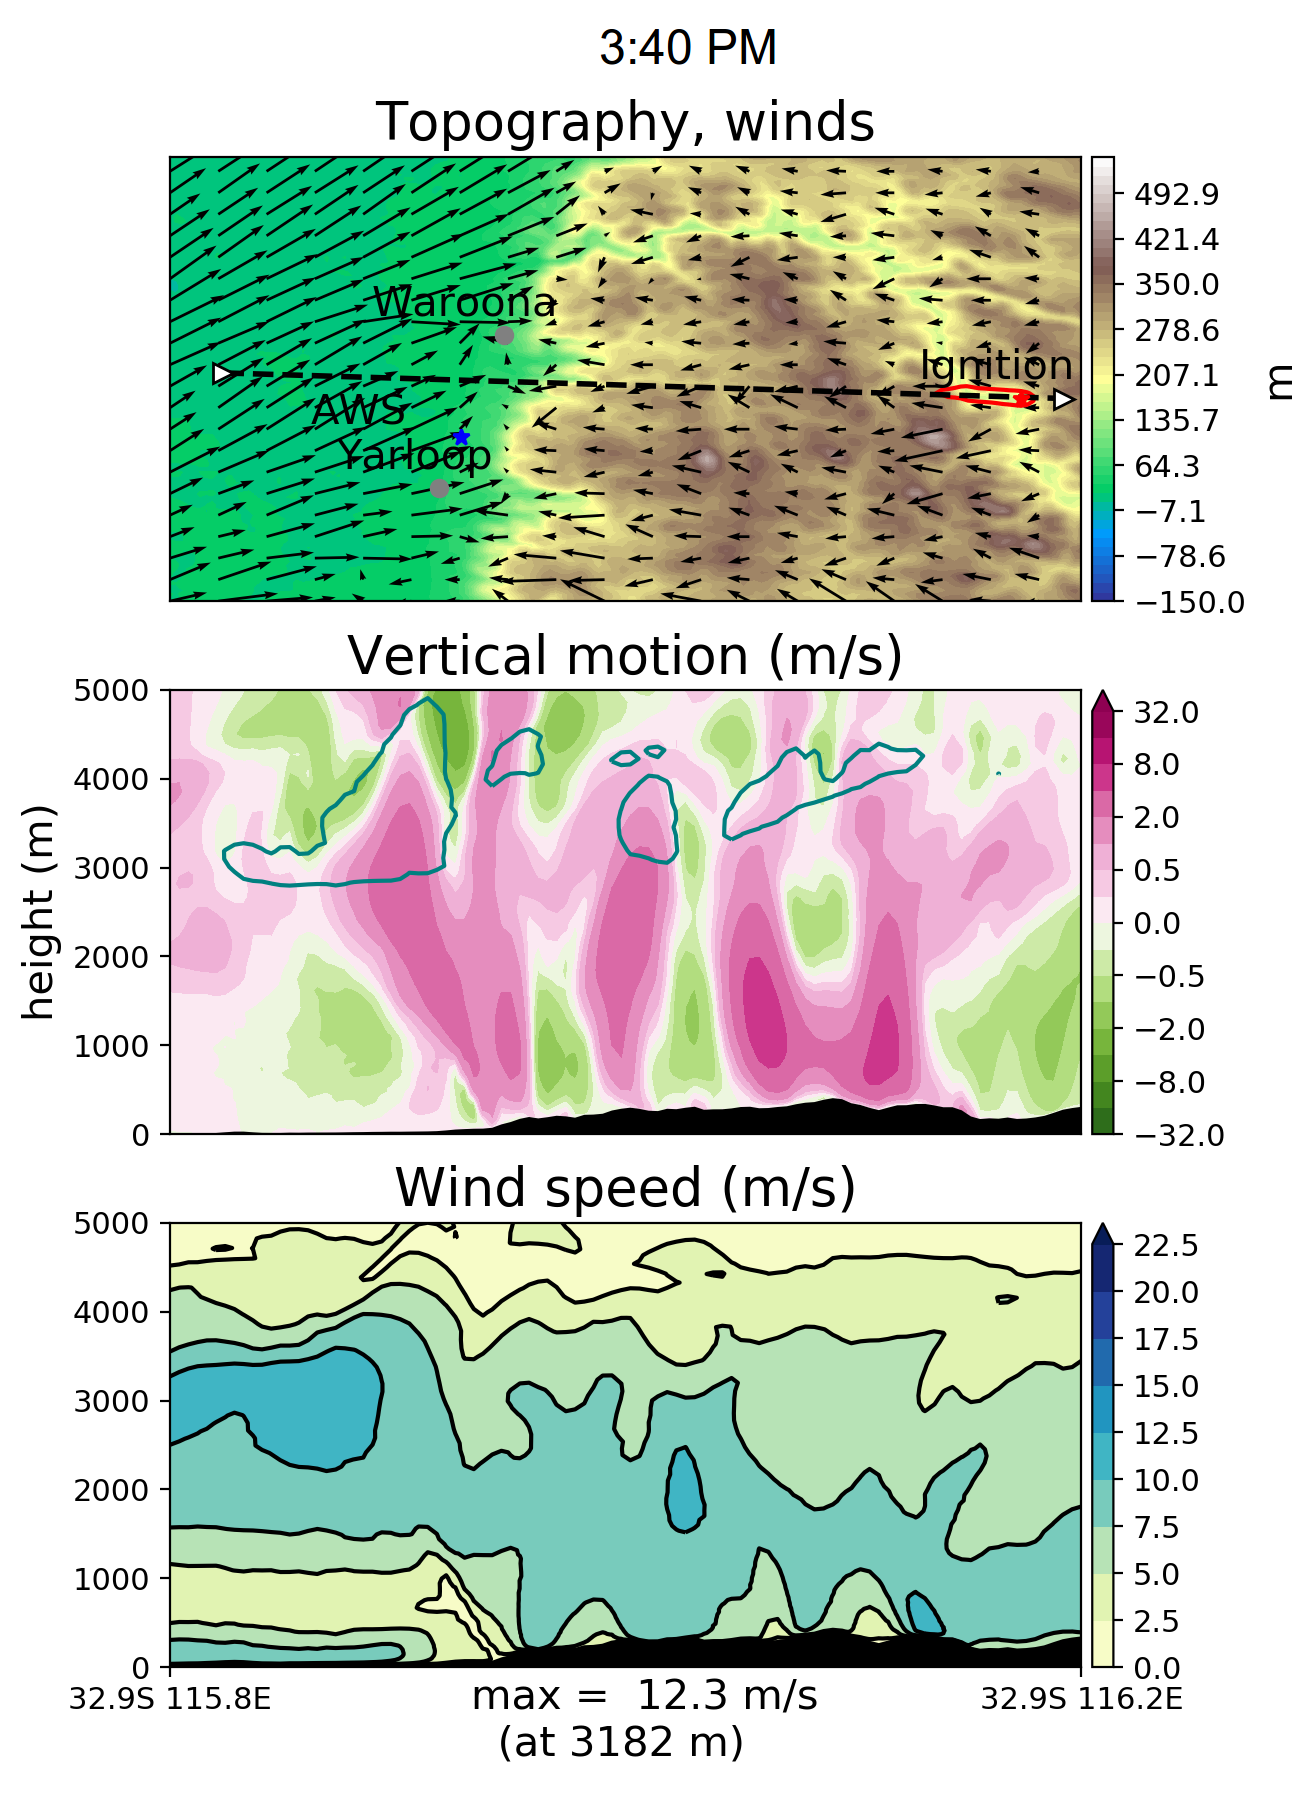 3:40 PM
Topography, winds
Waroona
Ignition
AWS
Yarloop
492.9
421.4
350.0
278.6
207.1
135.7
64.3
−7.1
−78.6
−150.0
m
Vertical motion (m/s)
5000
4000
3000
2000
1000
0
height (m)
32.0
8.0
2.0
0.5
0.0
−0.5
−2.0
−8.0
−32.0
Wind speed (m/s)
5000
4000
3000
2000
1000
0
22.5
20.0
17.5
15.0
12.5
10.0
7.5
5.0
2.5
0.0
32.9S 115.8E
32.9S 116.2E
max =  12.3 m/s
(at 3182 m)